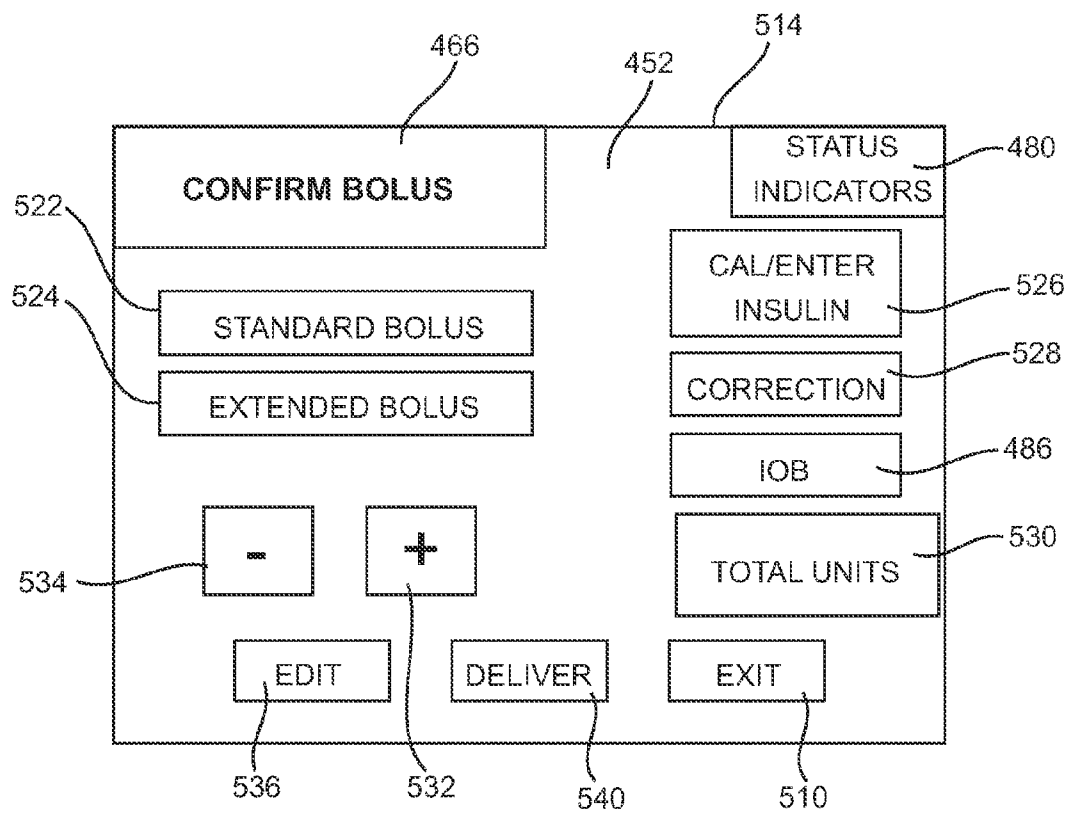 514
466
452
STATUS
INDICATORS
480
CONFIRM BOLUS
522
CAL/ENTER
INSULIN
526
524
STANDARD BOLUS
528
CORRECTION
EXTENDED BOLUS
486
IOB
-
+
530
TOTAL UNITS
534
EDIT
DELIVER
EXIT
536
532
540
510